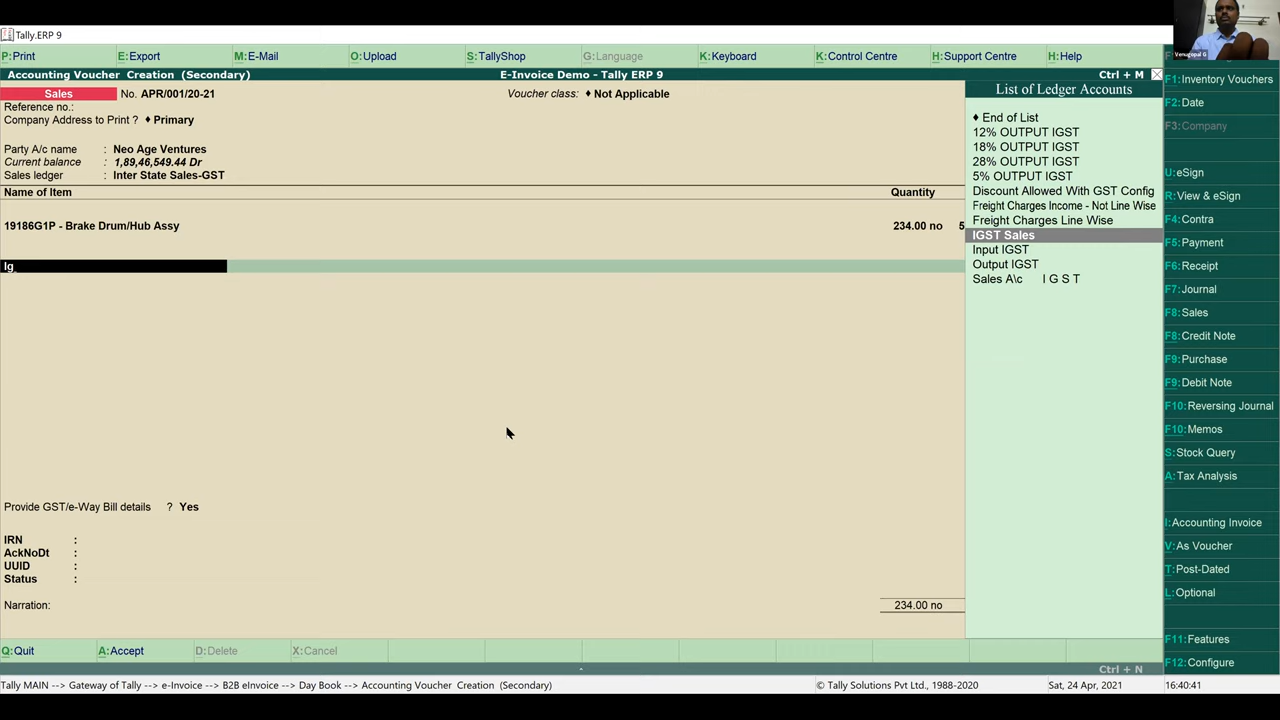 Tally.ERP 9
P:Print E:Export M:E-Mail O:Upload S:TallyShop G:Language K:Keyboard K:Control Centre H:Support Centre H:Help
Venugopal G
Accounting Voucher Creation (Secondary) E-Invoice Demo - Tally ERP 9 Ctrl + M
Sales No. APR/001/20-21 Voucher class: ♦ Not Applicable
Reference no.:
Company Address to Print ? ♦ Primary
Party A/c name : Neo Age Ventures
Current balance : 1,89,46,549.44 Dr
Sales ledger : Inter State Sales-GST
Name of Item Quantity
19186G1P - Brake Drum/Hub Assy 234.00 no 5
Ig
Provide GST/e-Way Bill details ? Yes
IRN :
AckNoDt :
UUID :
Status :
Narration: 234.00 no
List of Ledger Accounts
♦ End of List
12% OUTPUT IGST
18% OUTPUT IGST
28% OUTPUT IGST
5% OUTPUT IGST
Discount Allowed With GST Config
Freight Charges Income - Not Line Wise
Freight Charges Line Wise
IGST Sales
Input IGST
Output IGST
Sales A\c I G S T
F1:Inventory Vouchers
F2:Date
F3:Company
U:eSign
R:View & eSign
F4:Contra
F5:Payment
F6:Receipt
F7:Journal
F8:Sales
F8:Credit Note
F9:Purchase
F9:Debit Note
F10:Reversing Journal
F10:Memos
S:Stock Query
A:Tax Analysis
I:Accounting Invoice
V:As Voucher
T:Post-Dated
L:Optional
F11:Features
F12:Configure
Q:Quit A:Accept D:Delete X:Cancel
Ctrl + N
Tally MAIN --> Gateway of Tally --> e-Invoice --> B2B eInvoice --> Day Book --> Accounting Voucher Creation (Secondary) © Tally Solutions Pvt Ltd., 1988-2020 Sat, 24 Apr, 2021 16:40:41